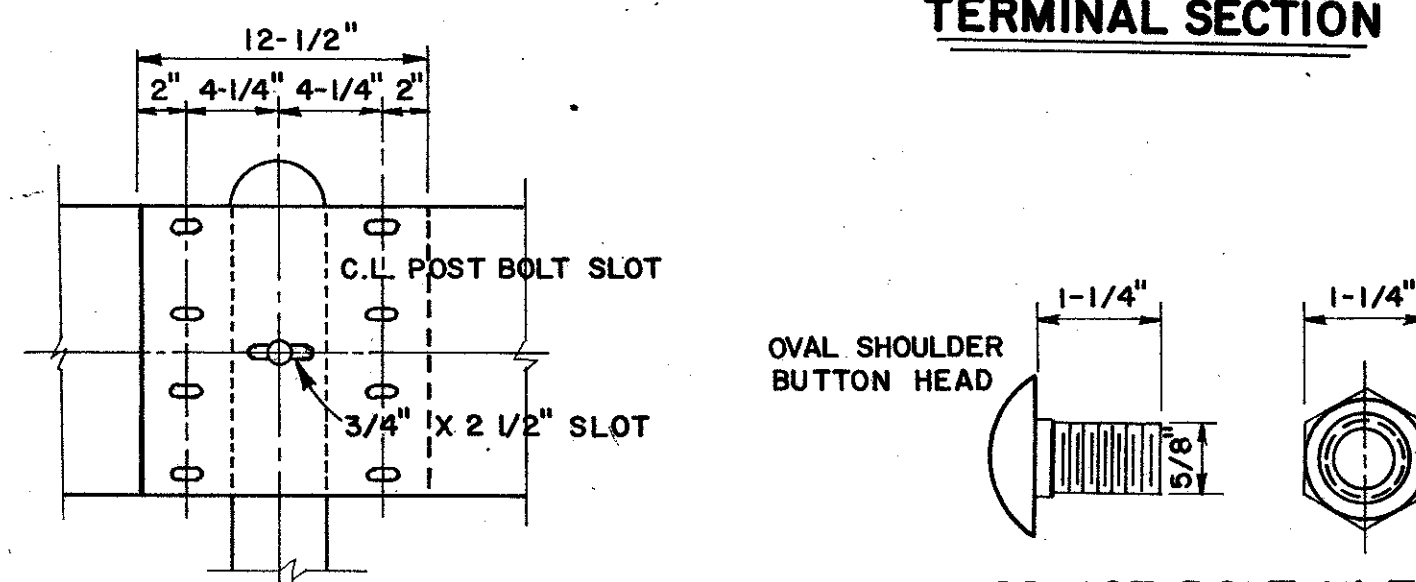 TERMINAL SECTION
12-1/2"
2" 4-1/4" 4-1/4" 2"
C.L. POST BOLT SLOT
3/4" X 2 1/2" SLOT
OVAL SHOULDER
BUTTON HEAD
1-1/4"
5/8"
1-1/4"